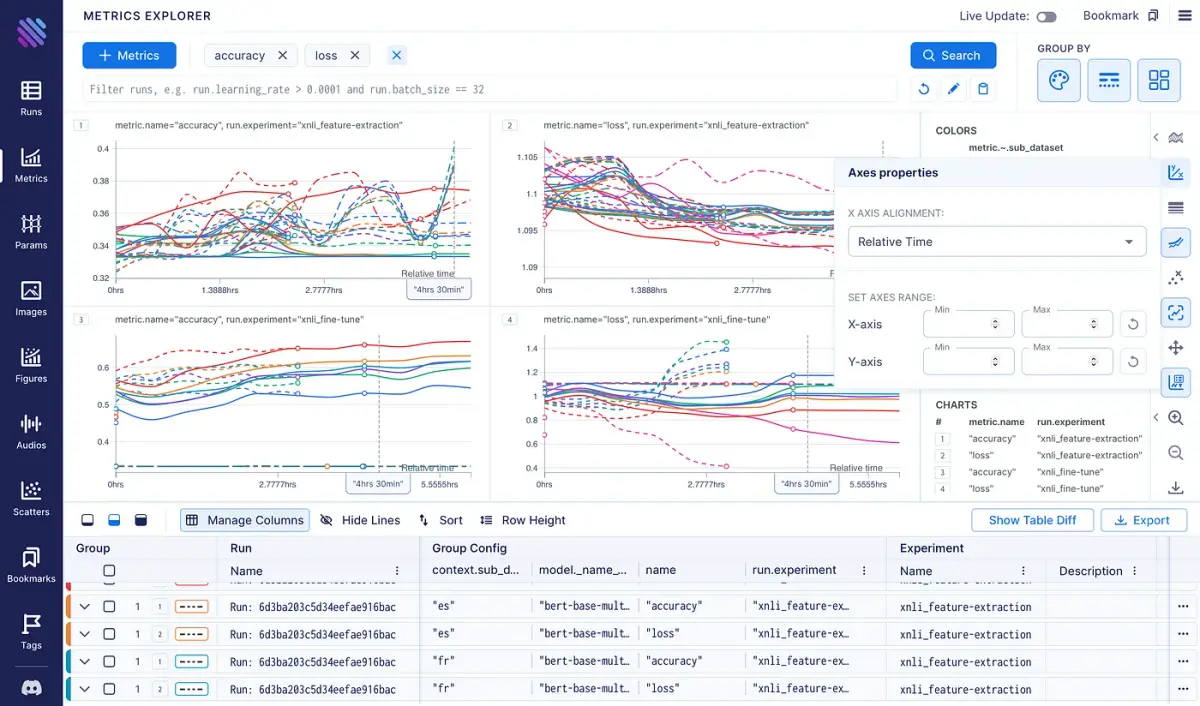 METRICS EXPLORER
Live Update:
Bookmark
Runs
Metrics
Params
Images
Figures
Audios
Scatters
Bookmarks
Tags
+ Metrics
accuracy ×
loss ×
×
Search
Filter runs, e.g. run.learning_rate > 0.0001 and run.batch_size == 32
GROUP BY
1
metric.name="accuracy", run.experiment="xnli_feature-extraction"
0.4
0.38
0.36
0.34
0.32
0hrs
1.3888hrs
2.7777hrs
Relative time
"4hrs 30min"
2
metric.name="loss", run.experiment="xnli_feature-extraction"
1.105
1.1
1.095
1.09
0hrs
1.3888hrs
2.7777hrs
3
metric.name="accuracy", run.experiment="xnli_fine-tune"
0.6
0.5
0.4
0hrs
2.7777hrs
Relative time
"4hrs 30min"
5.5555hrs
4
metric.name="loss", run.experiment="xnli_fine-tune"
1.4
1.2
1
0.8
0.6
0.4
0hrs
2.7777hrs
Relative time
"4hrs 30min"
5.5555hrs
COLORS
metric.~.sub_dataset
Axes properties
X AXIS ALIGNMENT:
Relative Time
SET AXES RANGE:
X-axis Min Max
Y-axis Min Max
CHARTS
# metric.name run.experiment
1 "accuracy" "xnli_feature-extraction"
2 "loss" "xnli_feature-extraction"
3 "accuracy" "xnli_fine-tune"
4 "loss" "xnli_fine-tune"
Manage Columns
Hide Lines
Sort
Row Height
Show Table Diff
Export
Group Run Group Config Experiment
Name context.sub_d... model._name_... name run.experiment Name Description
1 1 Run: 6d3ba203c5d34eefae916bac "es" "bert-base-mult... "accuracy" "xnli_feature-ex... xnli_feature-extraction
1 2 Run: 6d3ba203c5d34eefae916bac "es" "bert-base-mult... "loss" "xnli_feature-ex... xnli_feature-extraction
1 1 Run: 6d3ba203c5d34eefae916bac "fr" "bert-base-mult... "accuracy" "xnli_feature-ex... xnli_feature-extraction
1 2 Run: 6d3ba203c5d34eefae916bac "fr" "bert-base-mult... "loss" "xnli_feature-ex... xnli_feature-extraction